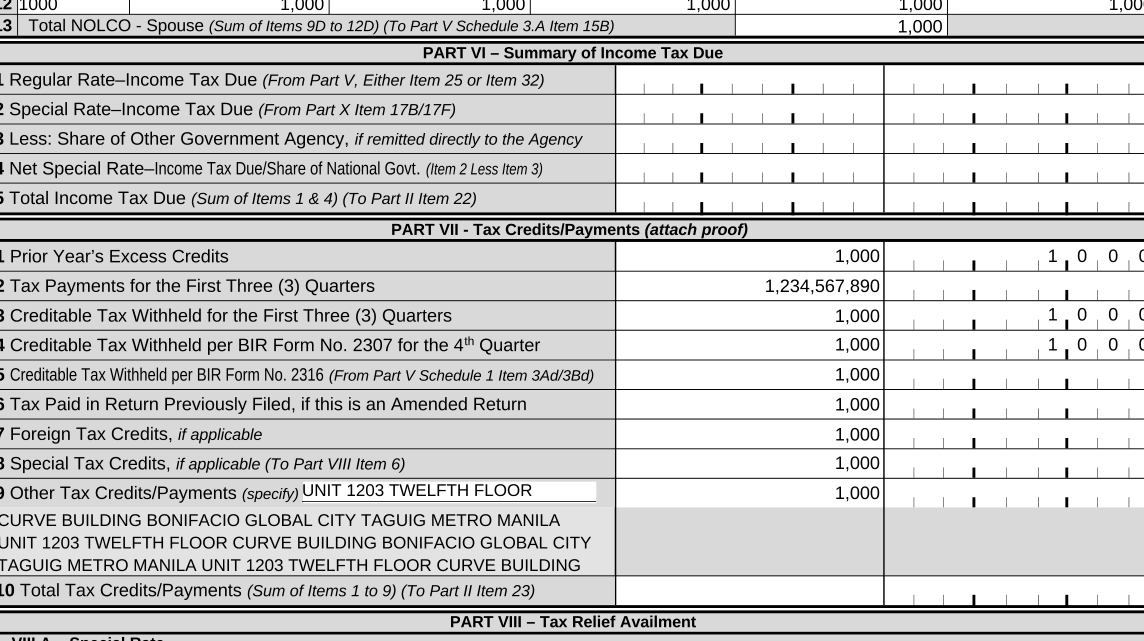 12 1000 1,000 1,000 1,000 1,000 1,00
13 Total NOLCO - Spouse (Sum of Items 9D to 12D) (To Part V Schedule 3.A Item 15B) 1,000
PART VI – Summary of Income Tax Due
1 Regular Rate–Income Tax Due (From Part V, Either Item 25 or Item 32)
2 Special Rate–Income Tax Due (From Part X Item 17B/17F)
3 Less: Share of Other Government Agency, if remitted directly to the Agency
4 Net Special Rate–Income Tax Due/Share of National Govt. (Item 2 Less Item 3)
5 Total Income Tax Due (Sum of Items 1 & 4) (To Part II Item 22)
PART VII - Tax Credits/Payments (attach proof)
1 Prior Year’s Excess Credits 1,000 1 0 0 0
2 Tax Payments for the First Three (3) Quarters 1,234,567,890
3 Creditable Tax Withheld for the First Three (3) Quarters 1,000 1 0 0 0
4 Creditable Tax Withheld per BIR Form No. 2307 for the 4th Quarter 1,000 1 0 0 0
5 Creditable Tax Withheld per BIR Form No. 2316 (From Part V Schedule 1 Item 3Ad/3Bd) 1,000
6 Tax Paid in Return Previously Filed, if this is an Amended Return 1,000
7 Foreign Tax Credits, if applicable 1,000
8 Special Tax Credits, if applicable (To Part VIII Item 6) 1,000
9 Other Tax Credits/Payments (specify) UNIT 1203 TWELFTH FLOOR 1,000
CURVE BUILDING BONIFACIO GLOBAL CITY TAGUIG METRO MANILA
UNIT 1203 TWELFTH FLOOR CURVE BUILDING BONIFACIO GLOBAL CITY
TAGUIG METRO MANILA UNIT 1203 TWELFTH FLOOR CURVE BUILDING
10 Total Tax Credits/Payments (Sum of Items 1 to 9) (To Part II Item 23)
PART VIII – Tax Relief Availment
VIII.A – Special Rate